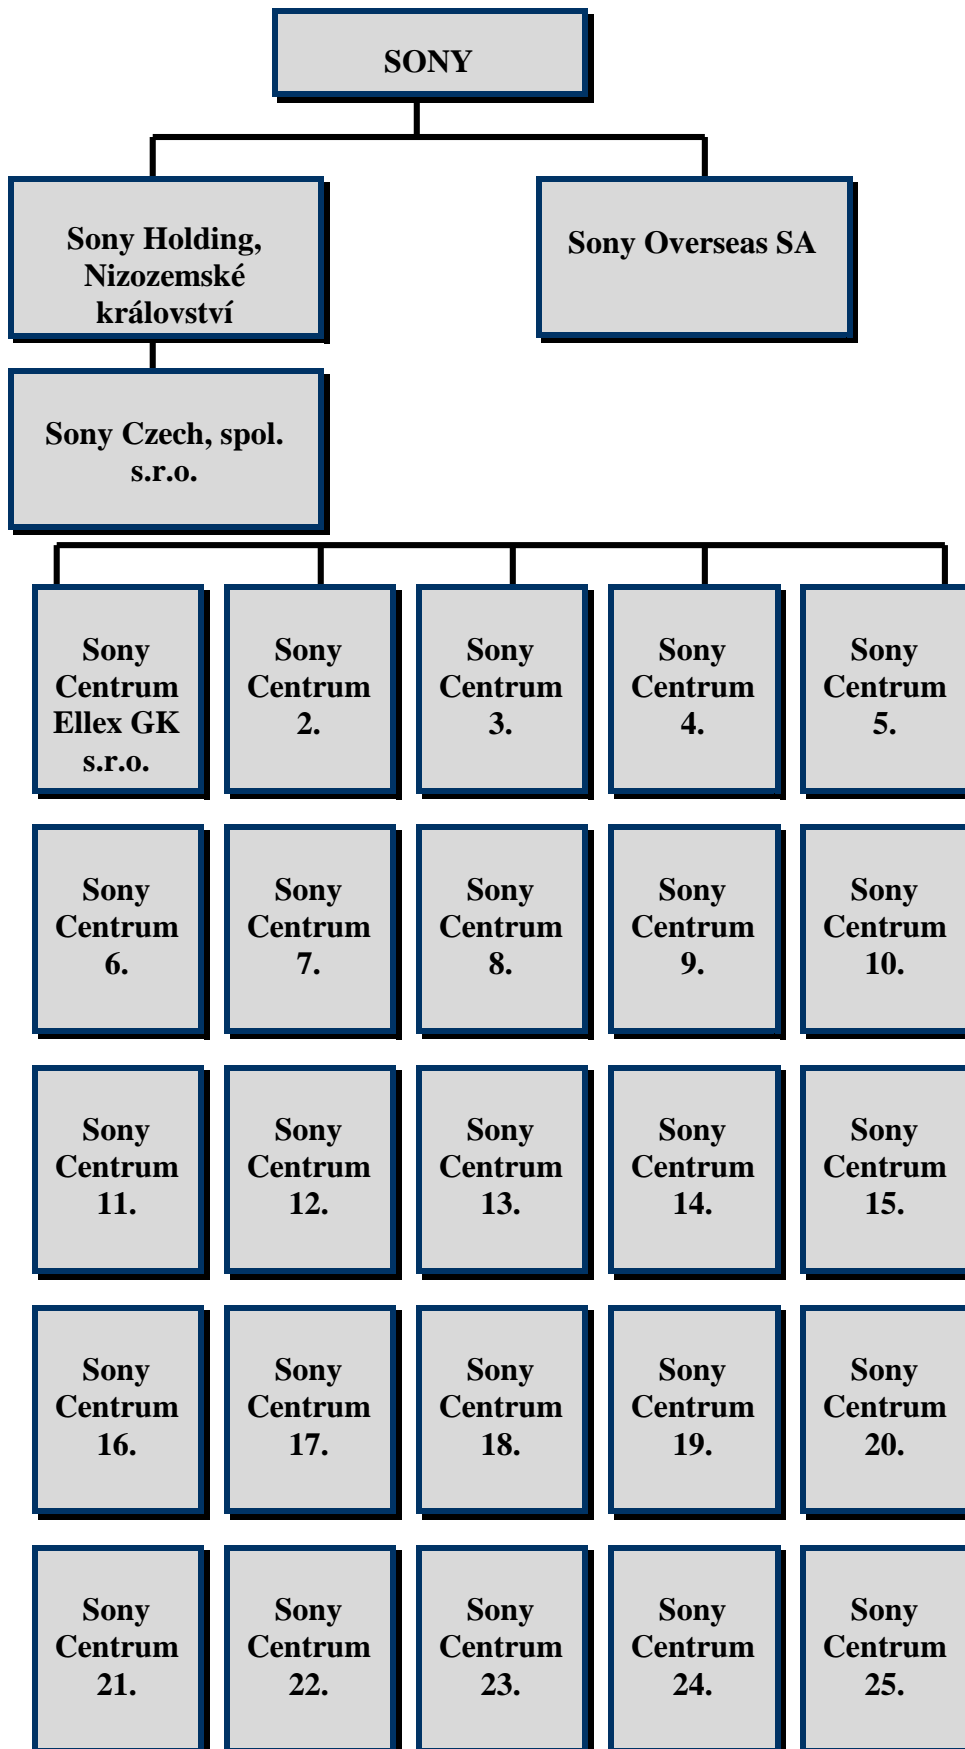 SONY
Sony Holding,
Nizozemské
království
Sony Overseas SA
Sony Czech, spol.
s.r.o.
Sony
Centrum
Ellex GK
s.r.o.
Sony
Centrum
2.
Sony
Centrum
3.
Sony
Centrum
4.
Sony
Centrum
5.
Sony
Centrum
6.
Sony
Centrum
7.
Sony
Centrum
8.
Sony
Centrum
9.
Sony
Centrum
10.
Sony
Centrum
11.
Sony
Centrum
12.
Sony
Centrum
13.
Sony
Centrum
14.
Sony
Centrum
15.
Sony
Centrum
16.
Sony
Centrum
17.
Sony
Centrum
18.
Sony
Centrum
19.
Sony
Centrum
20.
Sony
Centrum
21.
Sony
Centrum
22.
Sony
Centrum
23.
Sony
Centrum
24.
Sony
Centrum
25.